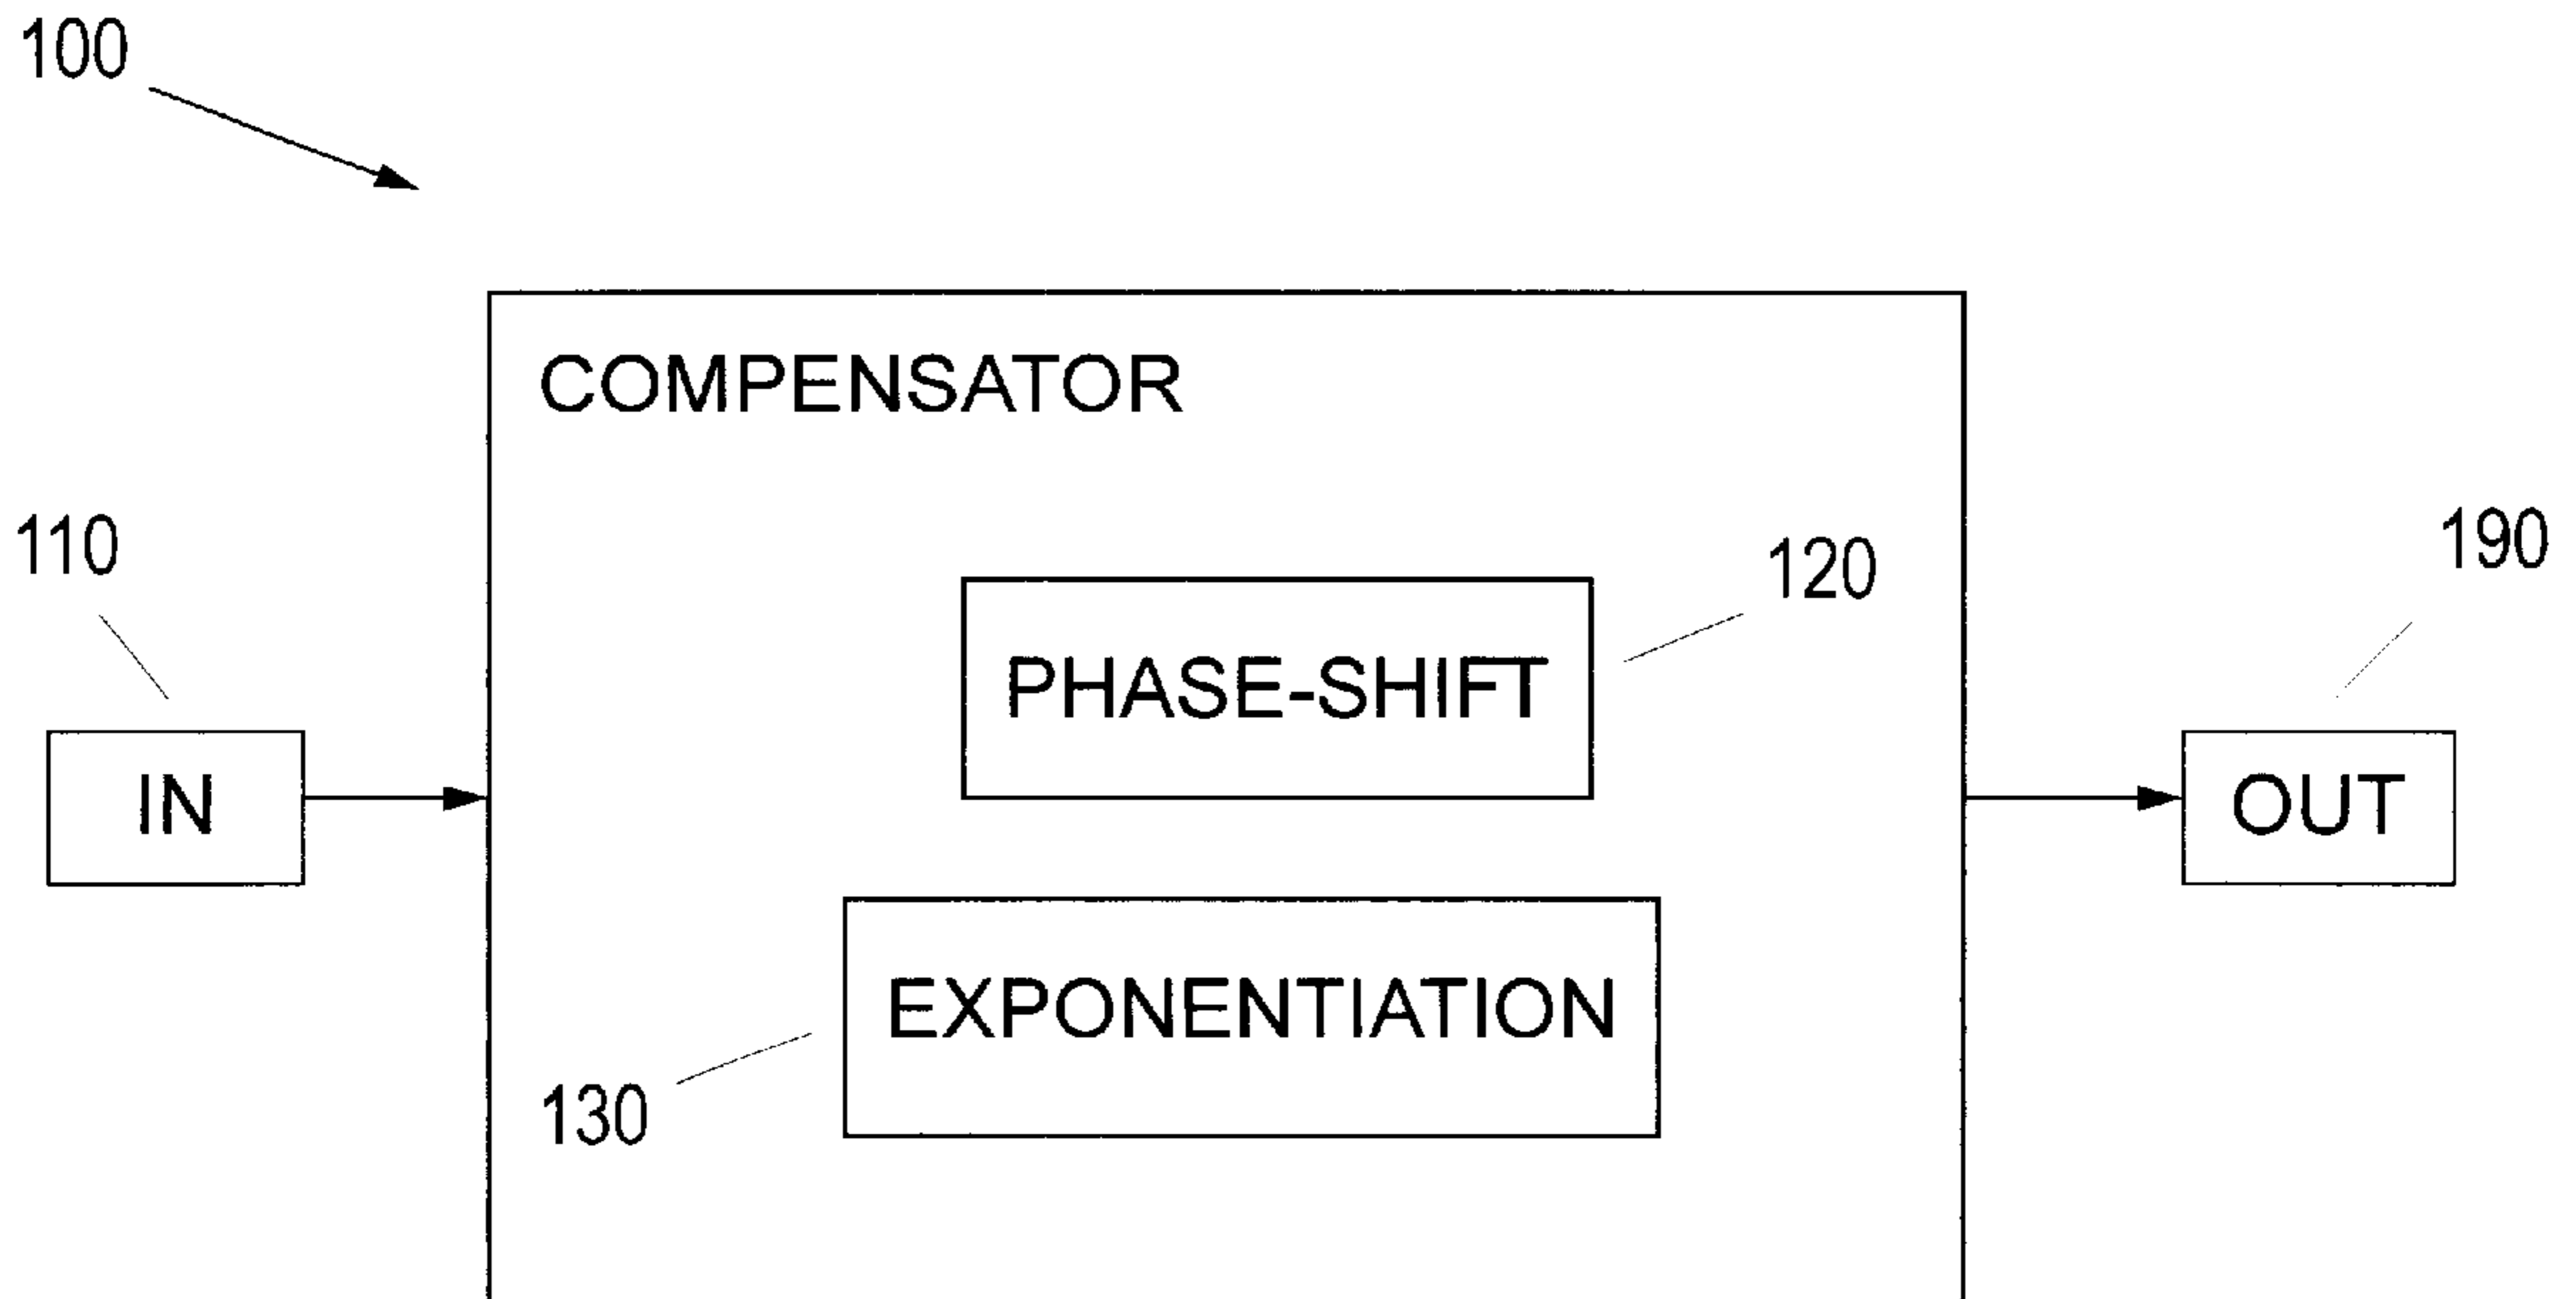 100
COMPENSATOR
110
120
190
PHASE-SHIFT
IN
OUT
EXPONENTIATION
130